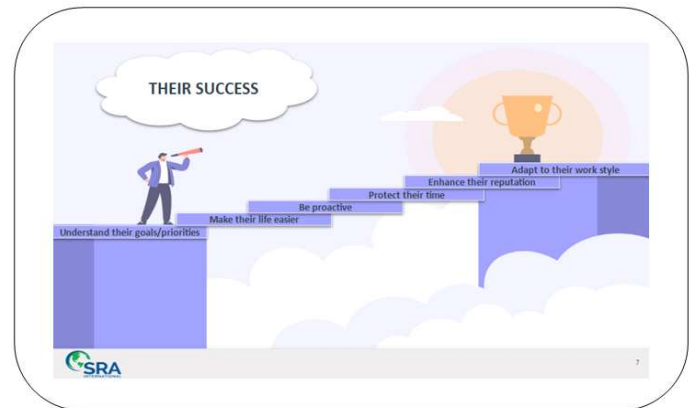 THEIR SUCCESS
Adapt to their work style
Enhance their reputation
Protect their time
Be proactive
Make their life easier
Understand their goals/priorities
SRA
INTERNATIONAL
7